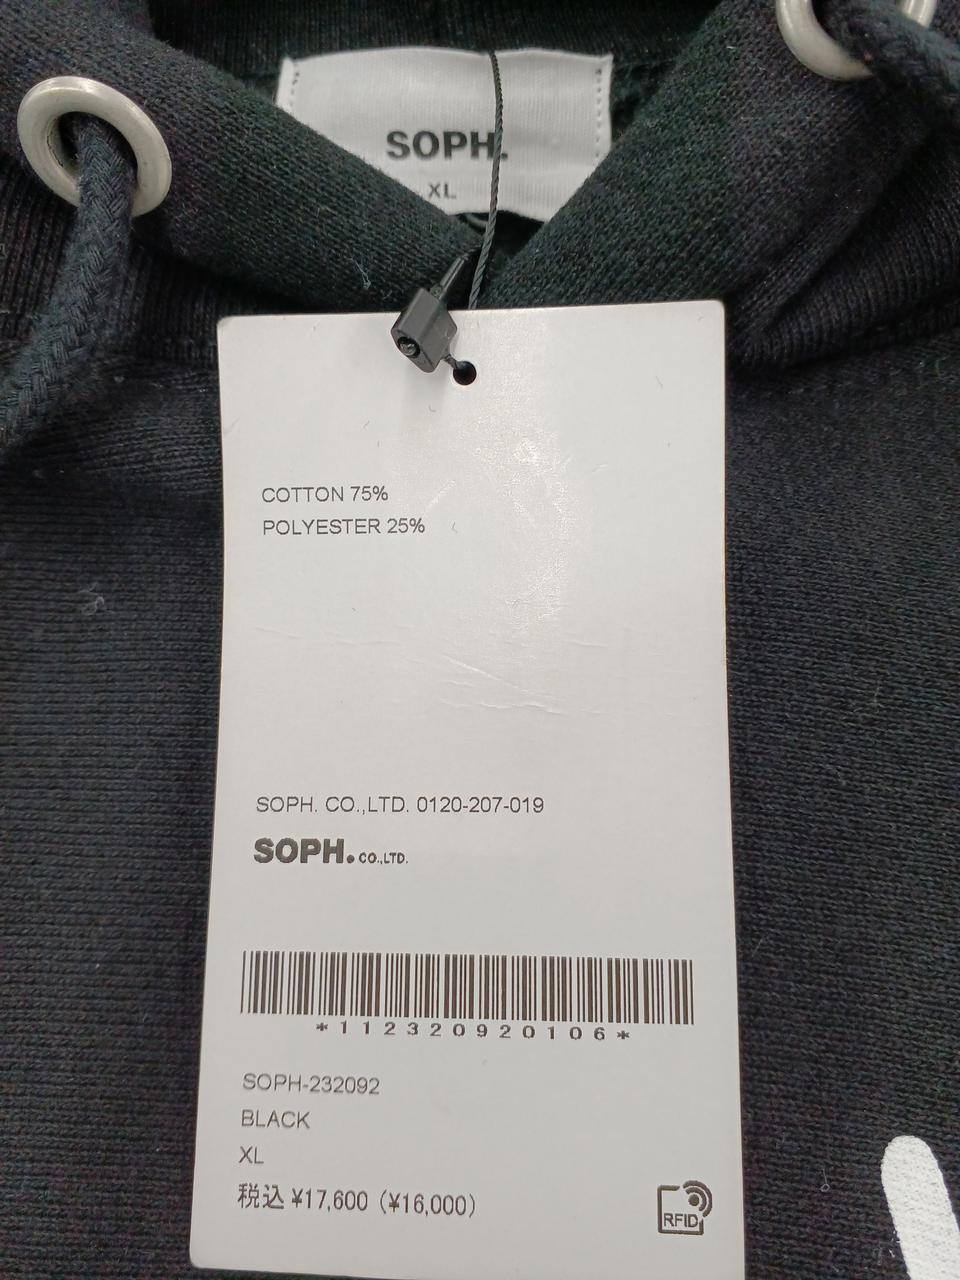 SOPH.
XL
COTTON 75%
POLYESTER 25%
SOPH. CO.,LTD. 0120-207-019
SOPH. CO.,LTD.
*112320920106*
SOPH-232092
BLACK
XL
税込 ¥17,600 (¥16,000)
RFID